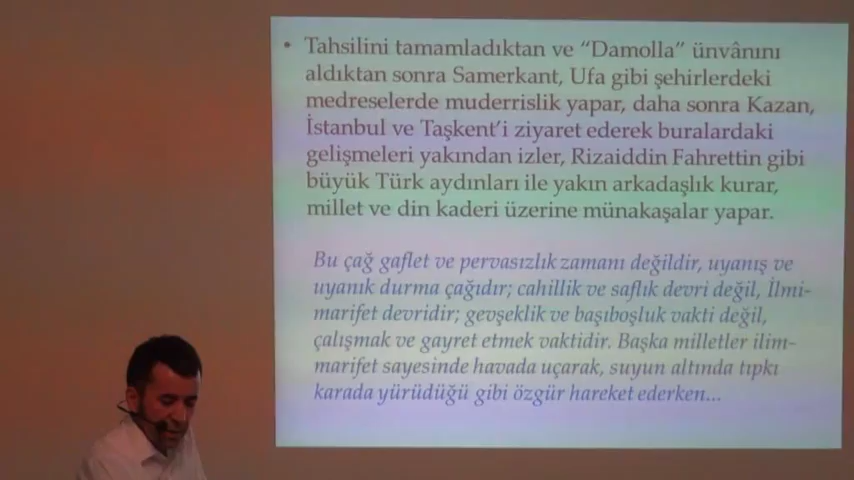 • Tahsilini tamamladıktan ve “Damolla” ünvânını
aldıktan sonra Samerkant, Ufa gibi şehirlerdeki
medreselerde muderrislik yapar, daha sonra Kazan,
İstanbul ve Taşkent’i ziyaret ederek buralardaki
gelişmeleri yakından izler, Rizaiddin Fahrettin gibi
büyük Türk aydınları ile yakın arkadaşlık kurar,
millet ve din kaderi üzerine münakaşalar yapar.
Bu çağ gaflet ve pervasızlık zamanı değildir, uyanış ve
uyanık durma çağıdır; cahillik ve saflık devri değil, İlmi-
marifet devridir; gevşeklik ve başıboşluk vakti değil,
çalışmak ve gayret etmek vaktidir. Başka milletler ilim-
marifet sayesinde havada uçarak, suyun altında tıpkı
karada yürüdüğü gibi özgür hareket ederken...